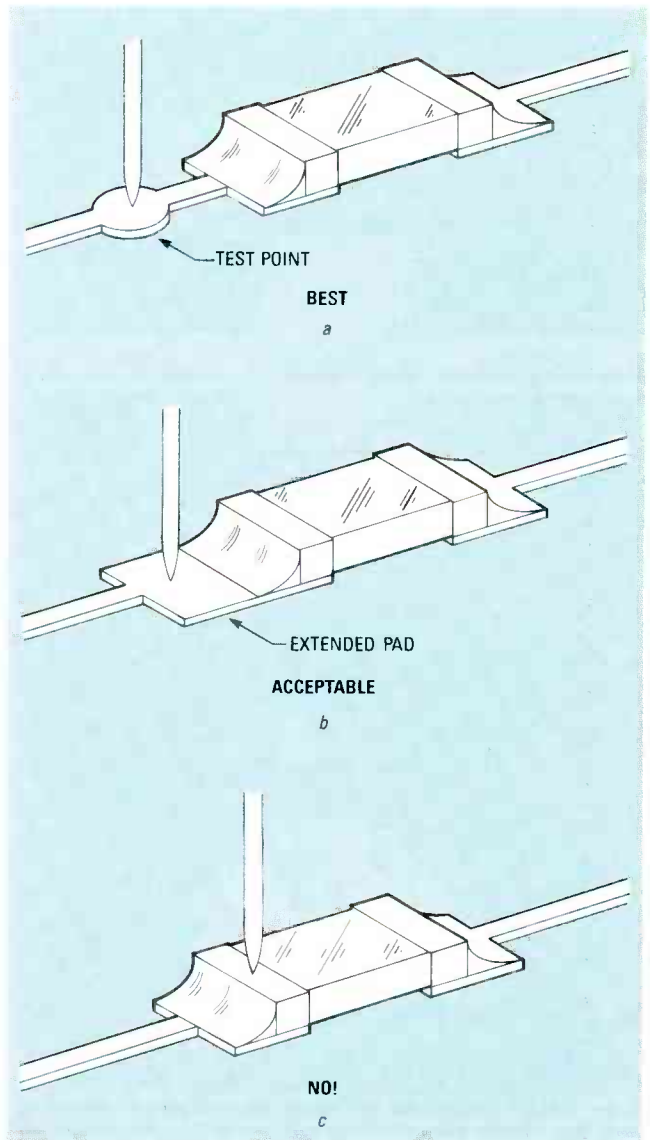 TEST POINT
BEST
a
EXTENDED PAD
ACCEPTABLE
b
NO!
c